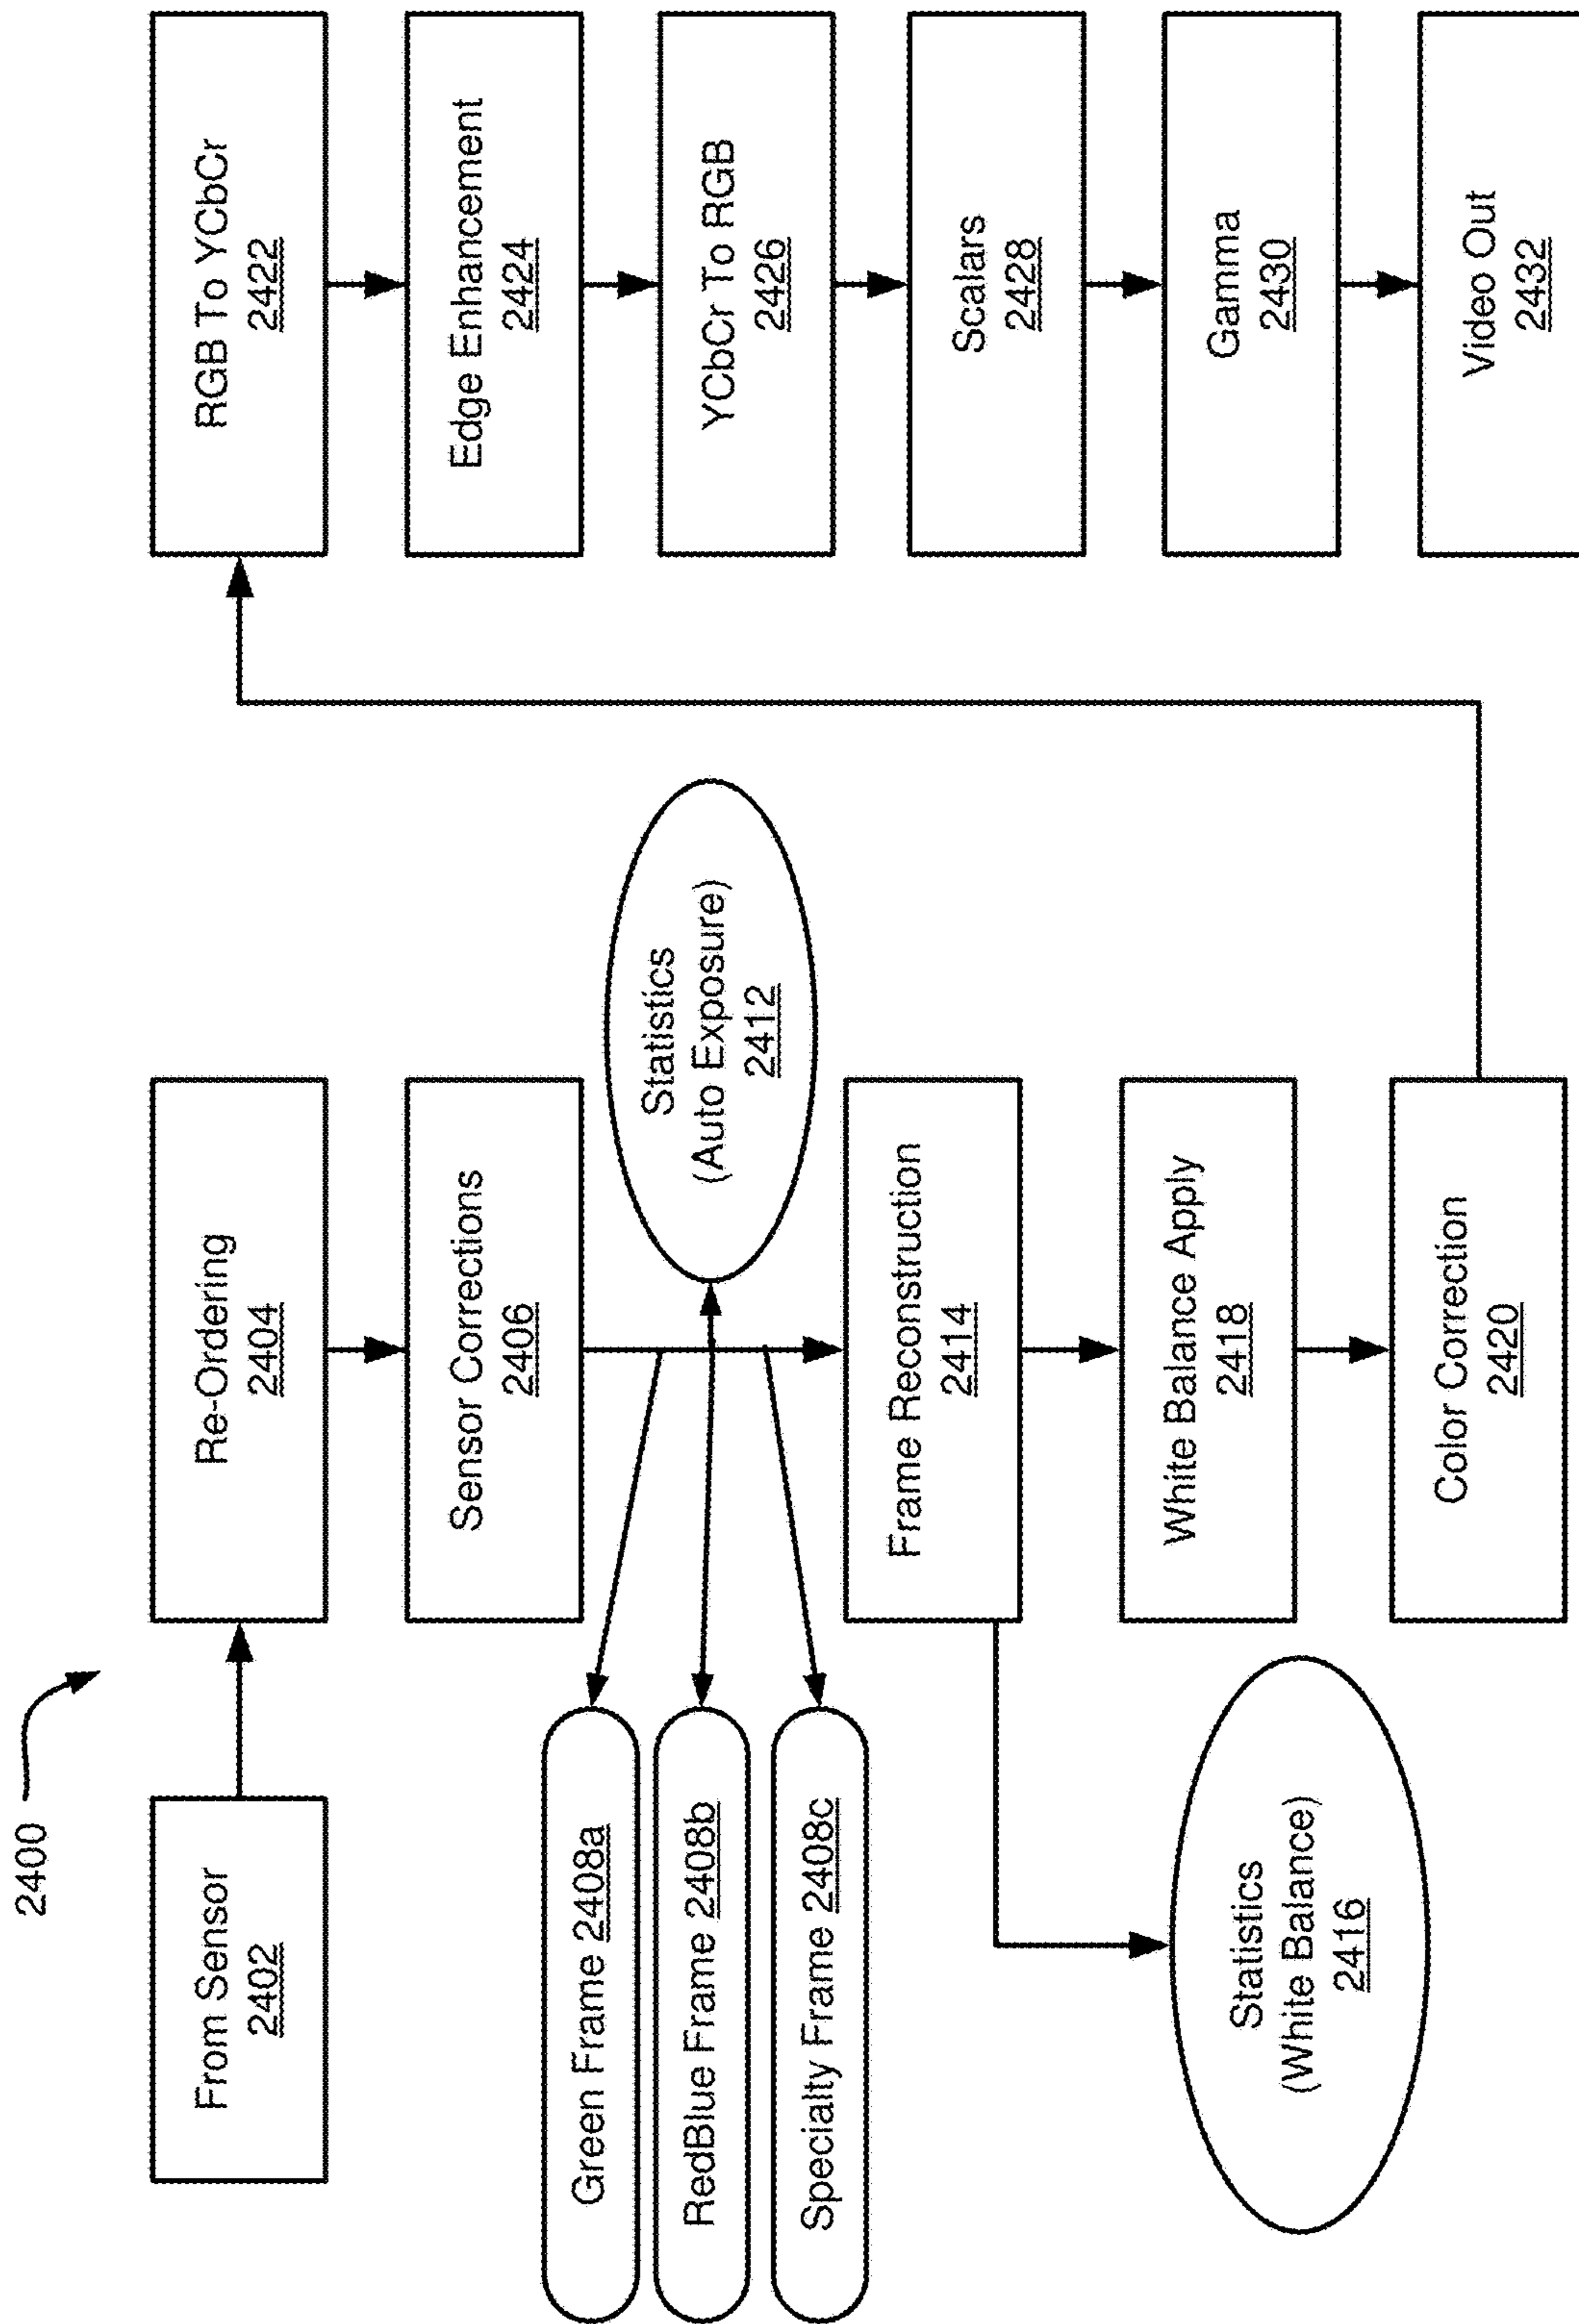 2400
From Sensor
2402
Re-Ordering
2404
Sensor Corrections
2406
Green Frame 2408a
RedBlue Frame 2408b
Specialty Frame 2408c
Statistics
(Auto Exposure)
2412
Frame Reconstruction
2414
Statistics
(White Balance)
2416
White Balance Apply
2418
Color Correction
2420
RGB To YCbCr
2422
Edge Enhancement
2424
YCbCr To RGB
2426
Scalars
2428
Gamma
2430
Video Out
2432